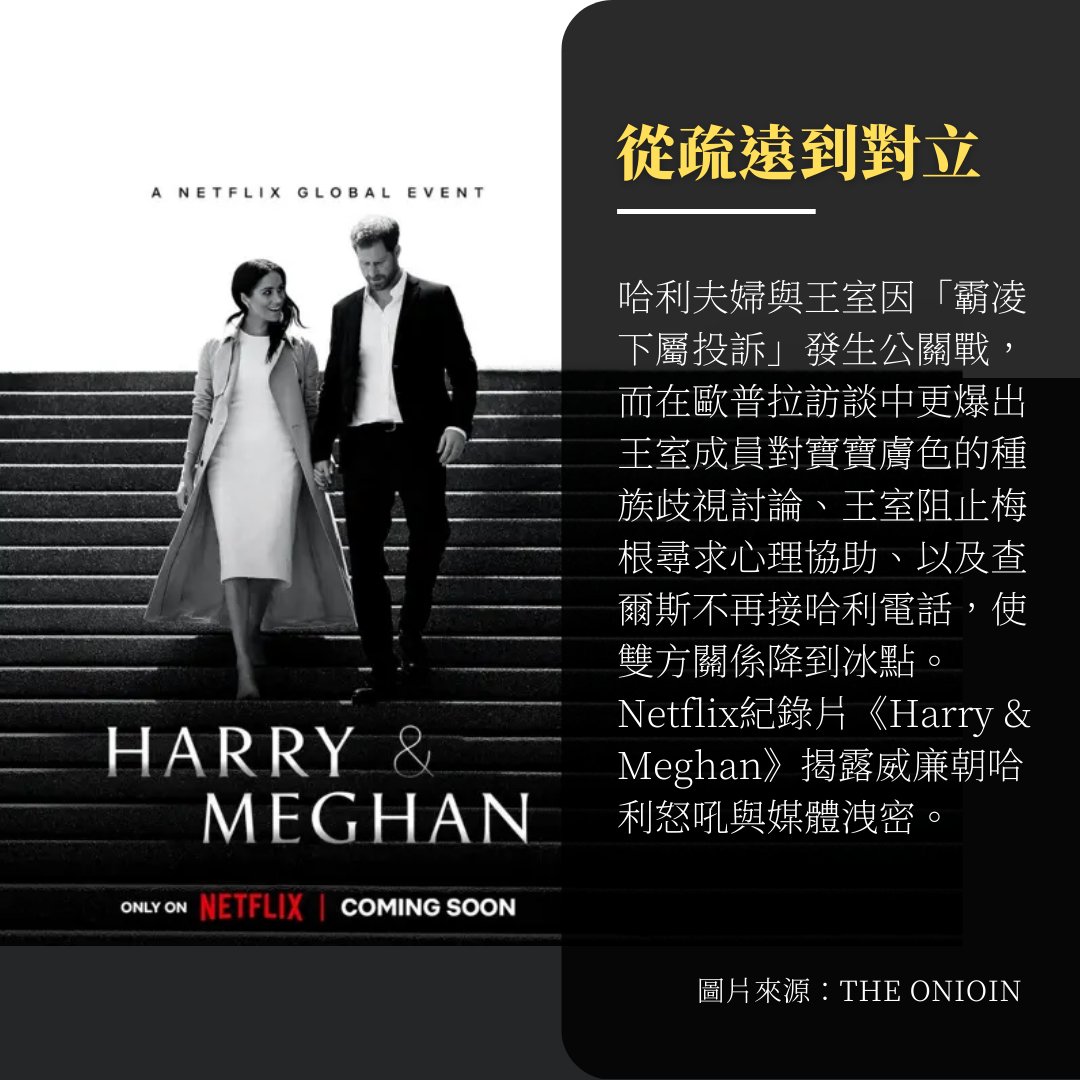 A NETFLIX GLOBAL EVENT
HARRY &
MEGHAN
ONLY ON NETFLIX | COMING SOON
從疏遠到對立
哈利夫婦與王室因「霸凌
下屬投訴」發生公關戰，
而在歐普拉訪談中更爆出
王室成員對寶寶膚色的種
族歧視討論、王室阻止梅
根尋求心理協助、以及查
爾斯不再接哈利電話，使
雙方關係降到冰點。
Netflix紀錄片《Harry &
Meghan》揭露威廉朝哈
利怒吼與媒體洩密。
圖片來源：THE ONIOIN